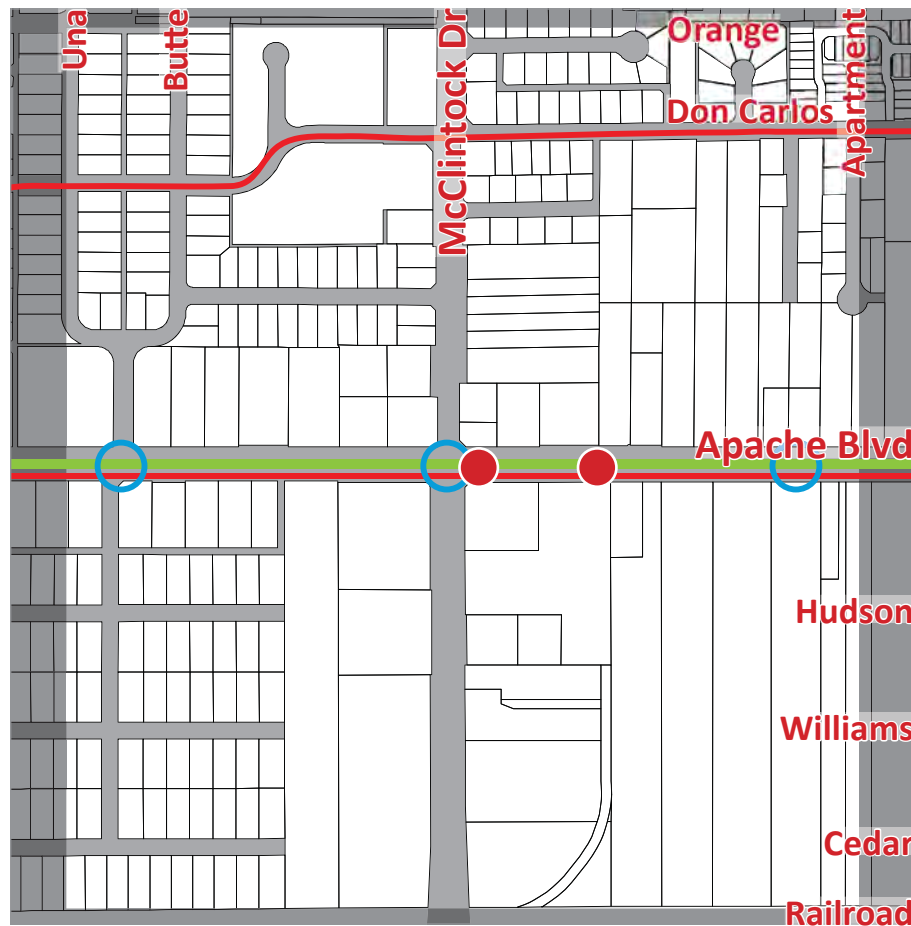 Una
Butte
McClintock Dr
Orange
Apartment
Don Carlos
Apache Blvd
Hudson
Williams
Cedar
Railroad